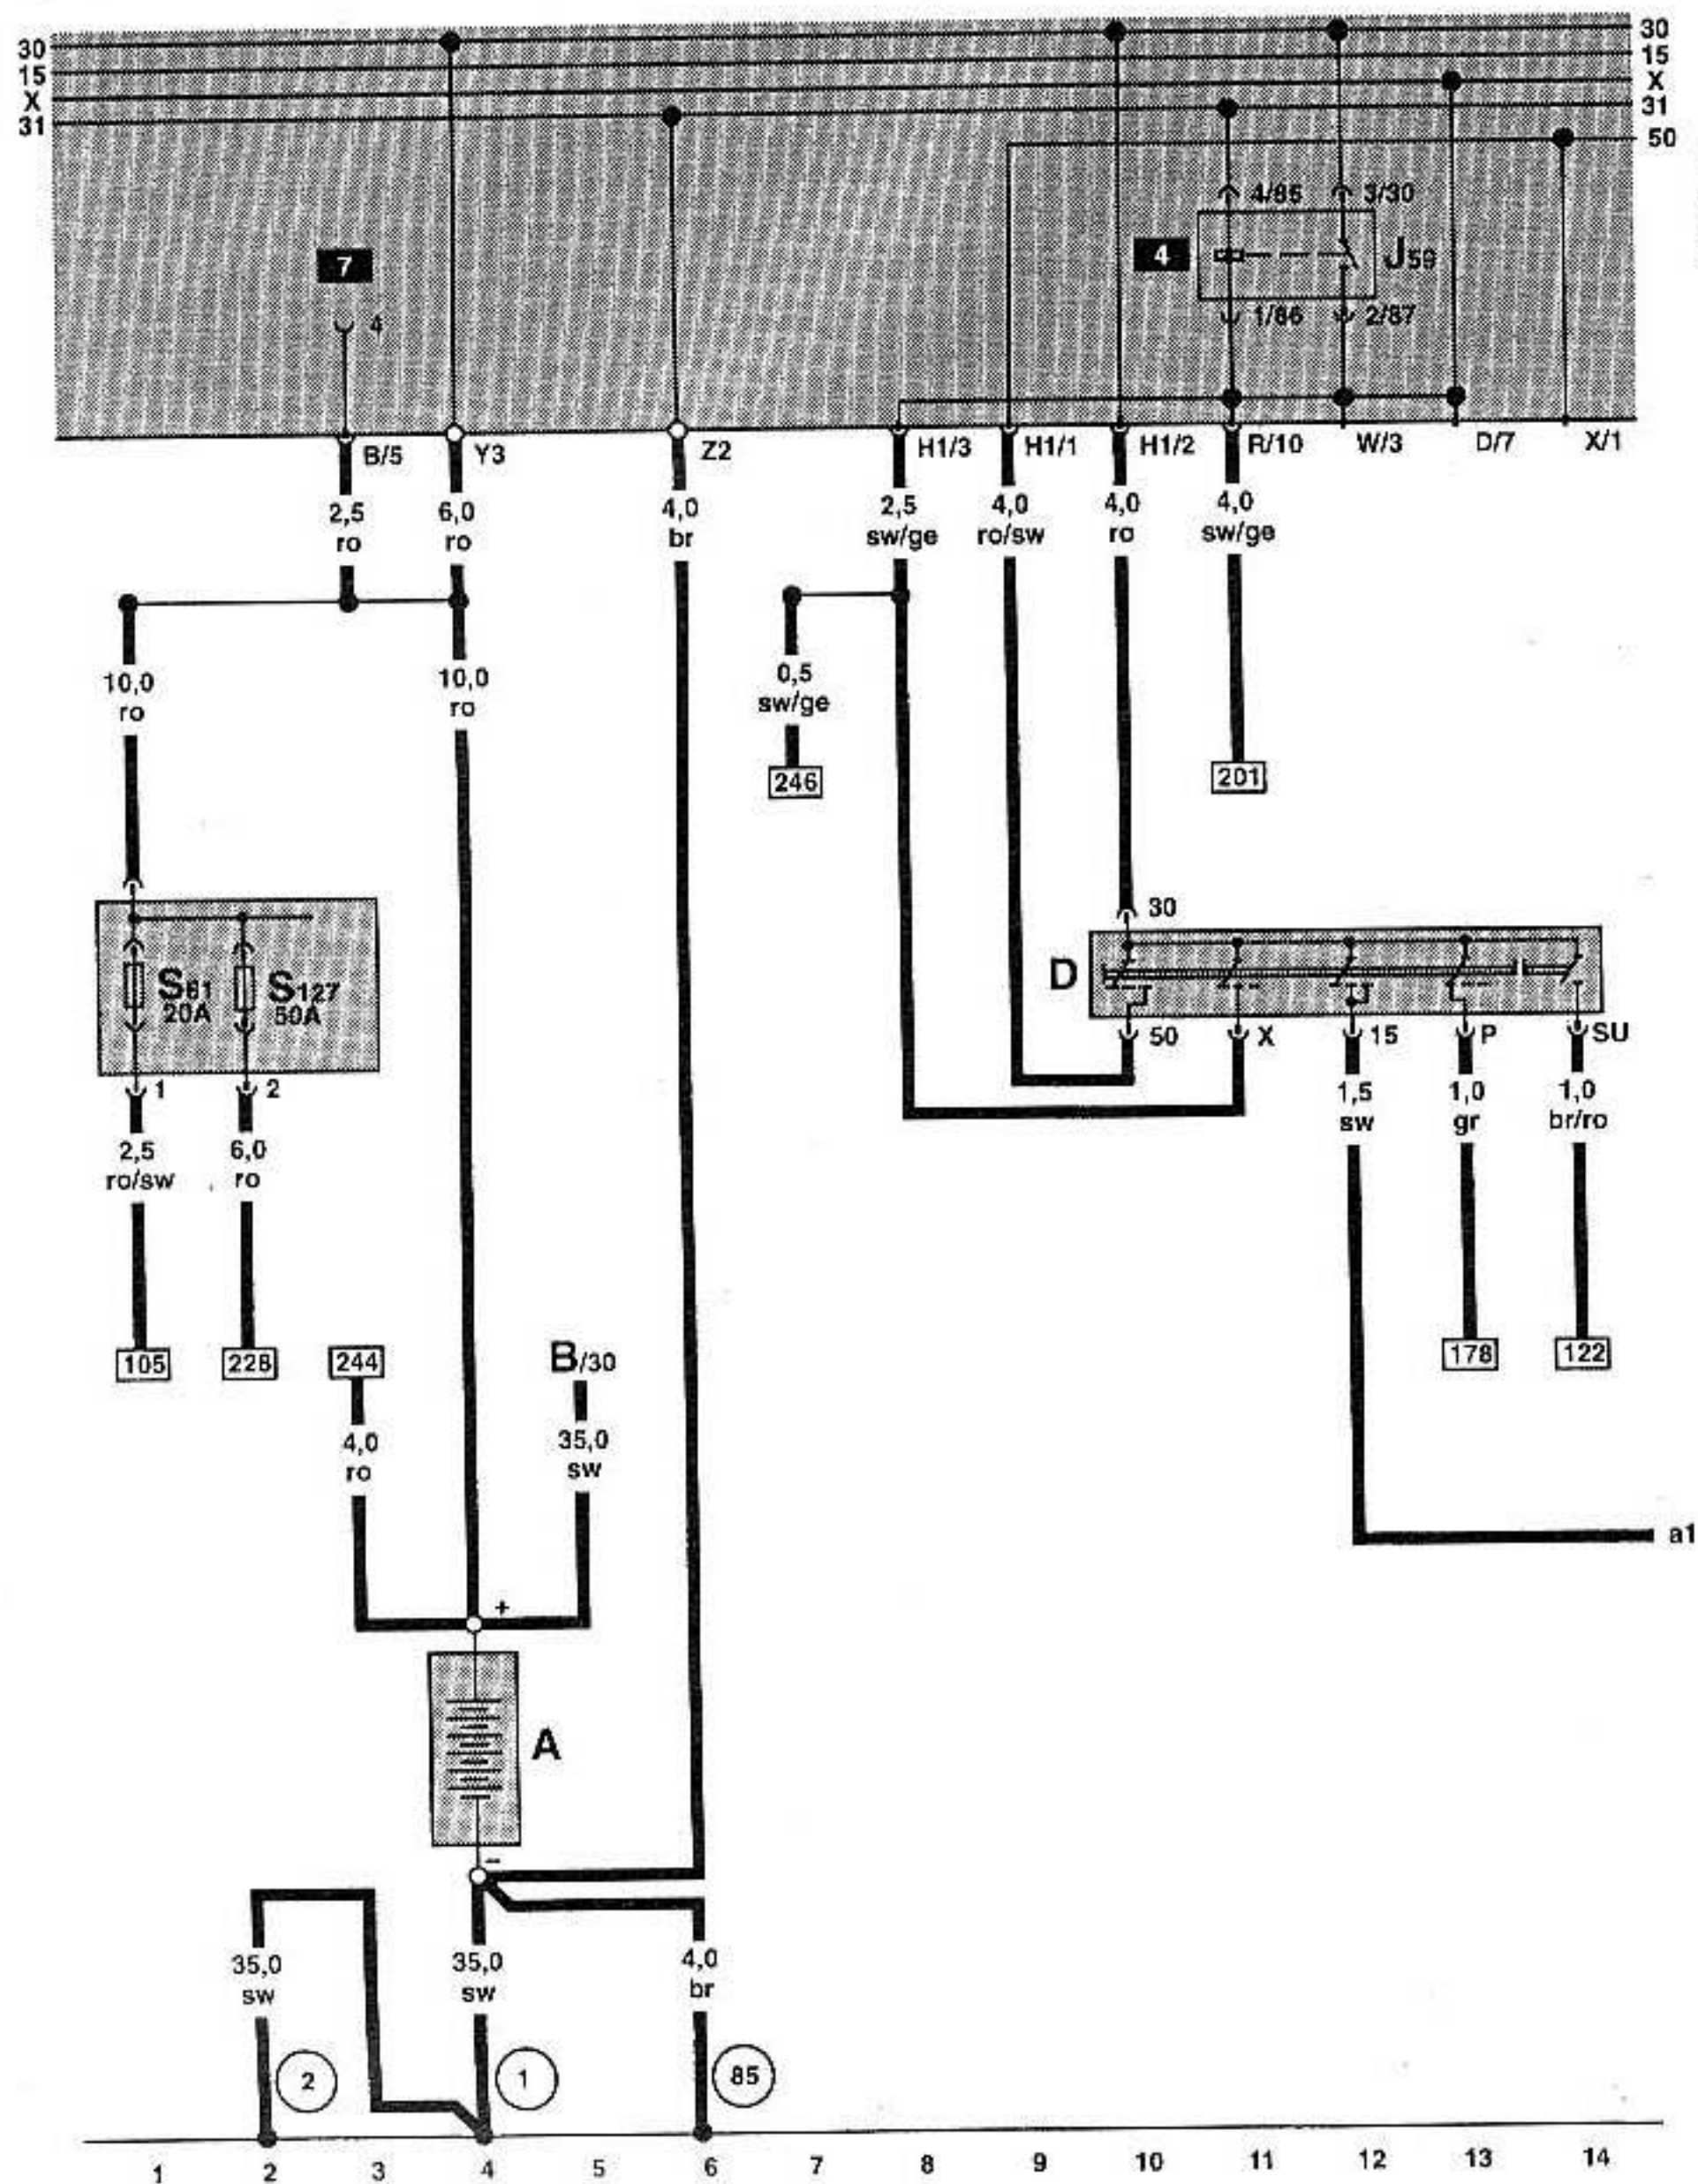 30
15
X
31
30
15
X
31
50
4/85
3/30
7
4
J59
4
1/86
2/87
B/5
Y3
Z2
H1/3
H1/1
H1/2
R/10
W/3
D/7
X/1
2,5
ro
6,0
ro
4,0
br
2,5
sw/ge
4,0
ro/sw
4,0
ro
4,0
sw/ge
10,0
ro
10,0
ro
0,5
sw/ge
246
201
30
S81
20A
S127
50A
D
50
X
15
P
SU
1
2
1,5
sw
1,0
gr
1,0
br/ro
2,5
ro/sw
6,0
ro
105
228
244
B/30
178
122
4,0
ro
35,0
sw
a1
+
A
–
35,0
sw
35,0
sw
4,0
br
2
1
85
1
2
3
4
5
6
7
8
9
10
11
12
13
14